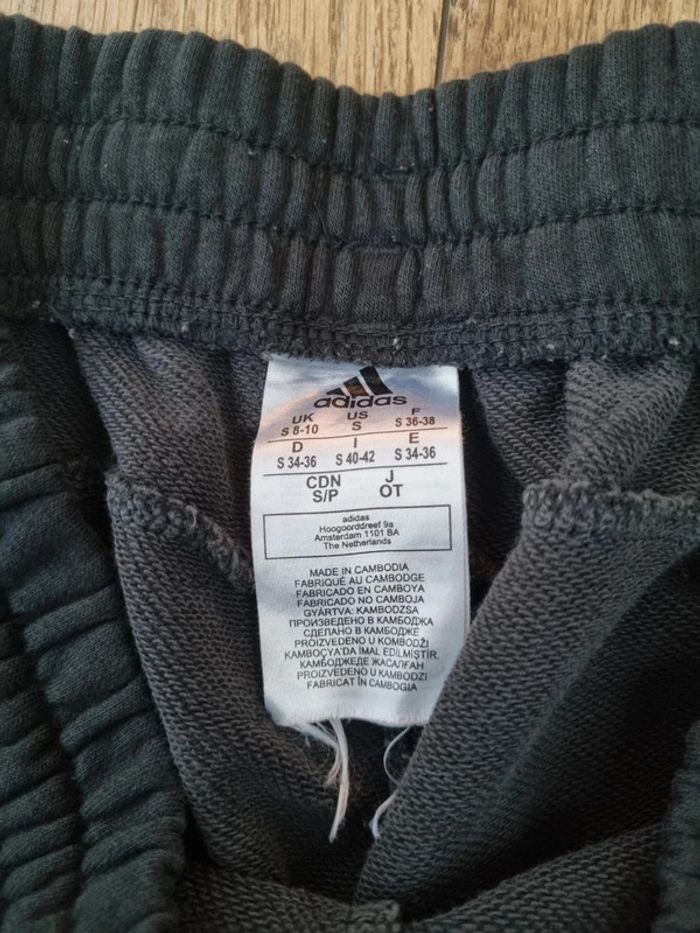 adidas
UK US F
S 8-10 S S 36-38
D I E
S 34-36 S 40-42 S 34-36
CDN J
S/P OT
adidas
Hoogoorddreef 9a
Amsterdam 1101 BA
The Netherlands
MADE IN CAMBODIA
FABRIQUÉ AU CAMBODGE
FABRICADO EN CAMBOYA
FABRICADO NO CAMBOJA
GYÁRTVA: KAMBODZSA
ПРОИЗВЕДЕНО В КАМБОДЖА
СДЕЛАНО В КАМБОДЖЕ
PROIZVEDENO U KOMBODŽI
KAMBOÇYA'DA IMAL EDİLMİŞTİR.
КАМБОДЖЕДЕ ЖАСАЛҒАН
PROIZVEDENO U KAMBODZI
FABRICAT ÎN CAMBOGIA